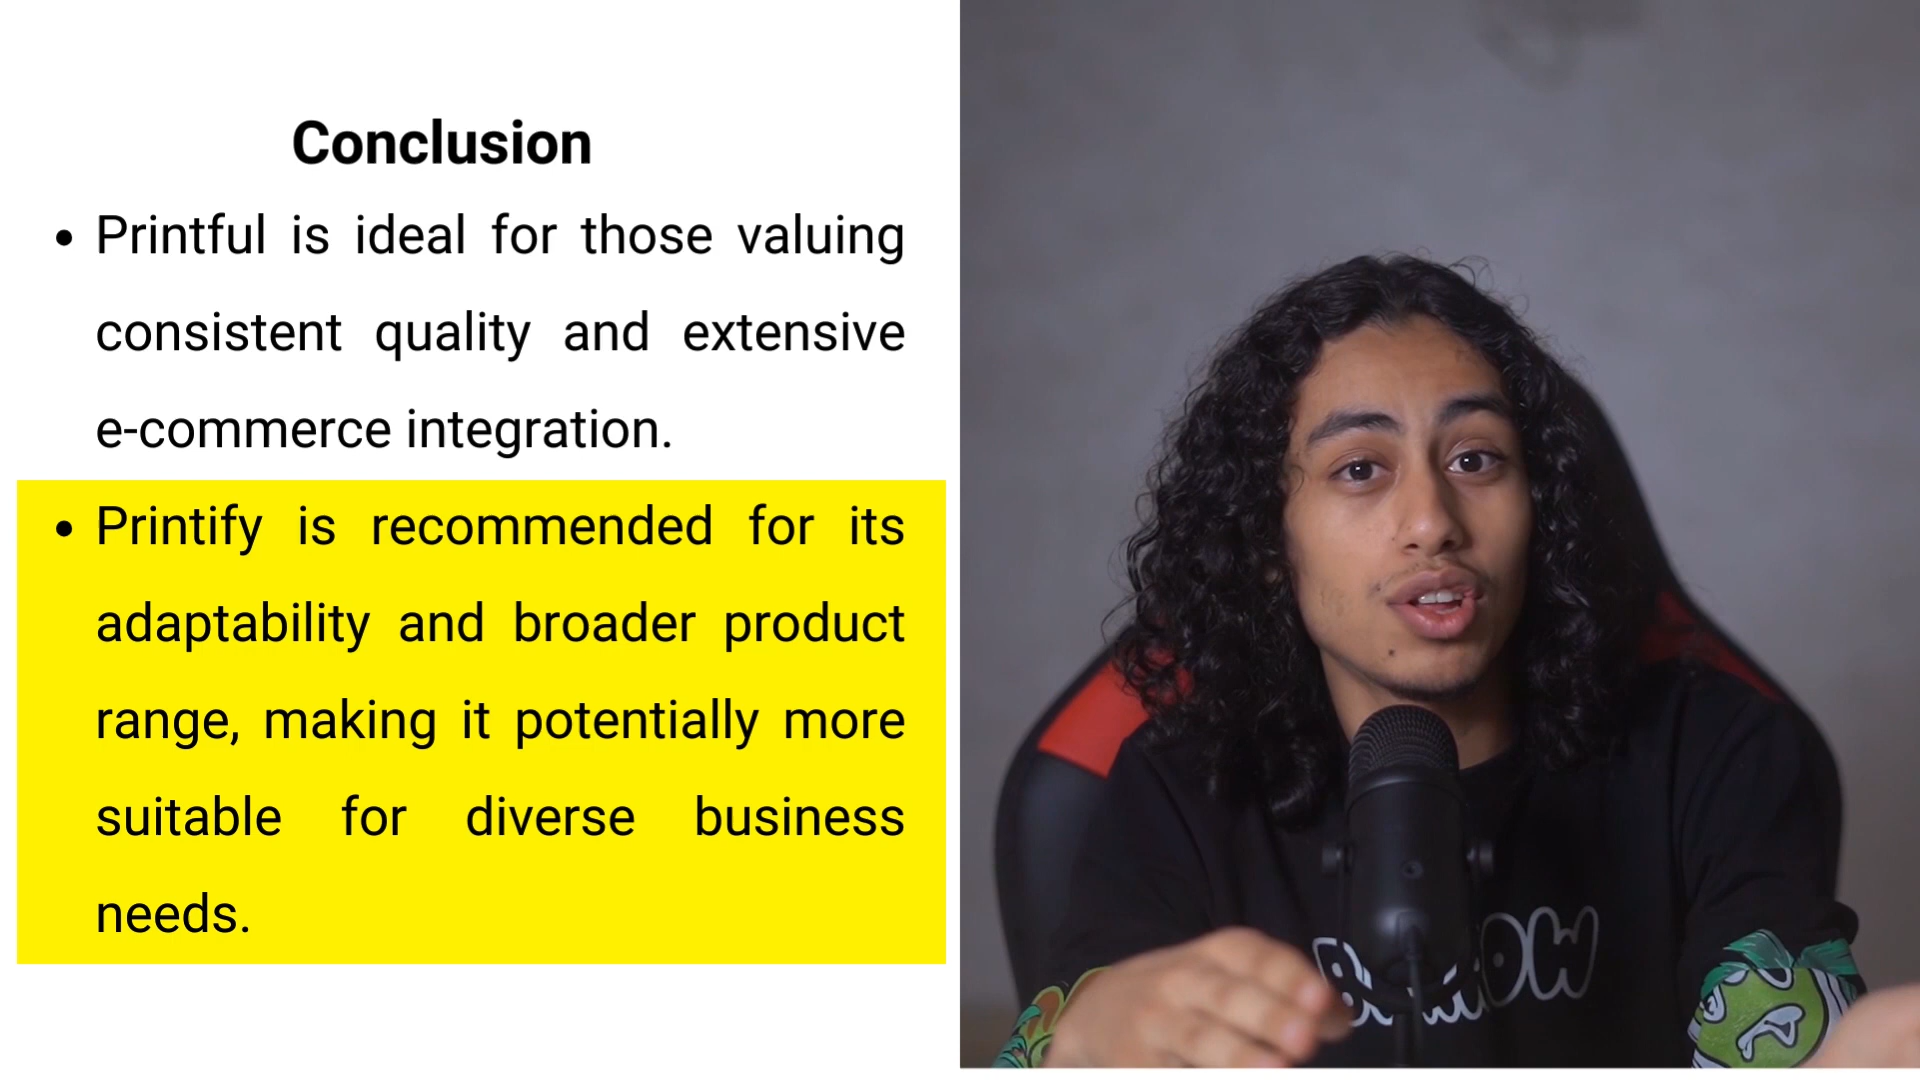 Conclusion
• Printful is ideal for those valuing
consistent quality and extensive
e-commerce integration.
• Printify is recommended for its
adaptability and broader product
range, making it potentially more
suitable for diverse business
needs.